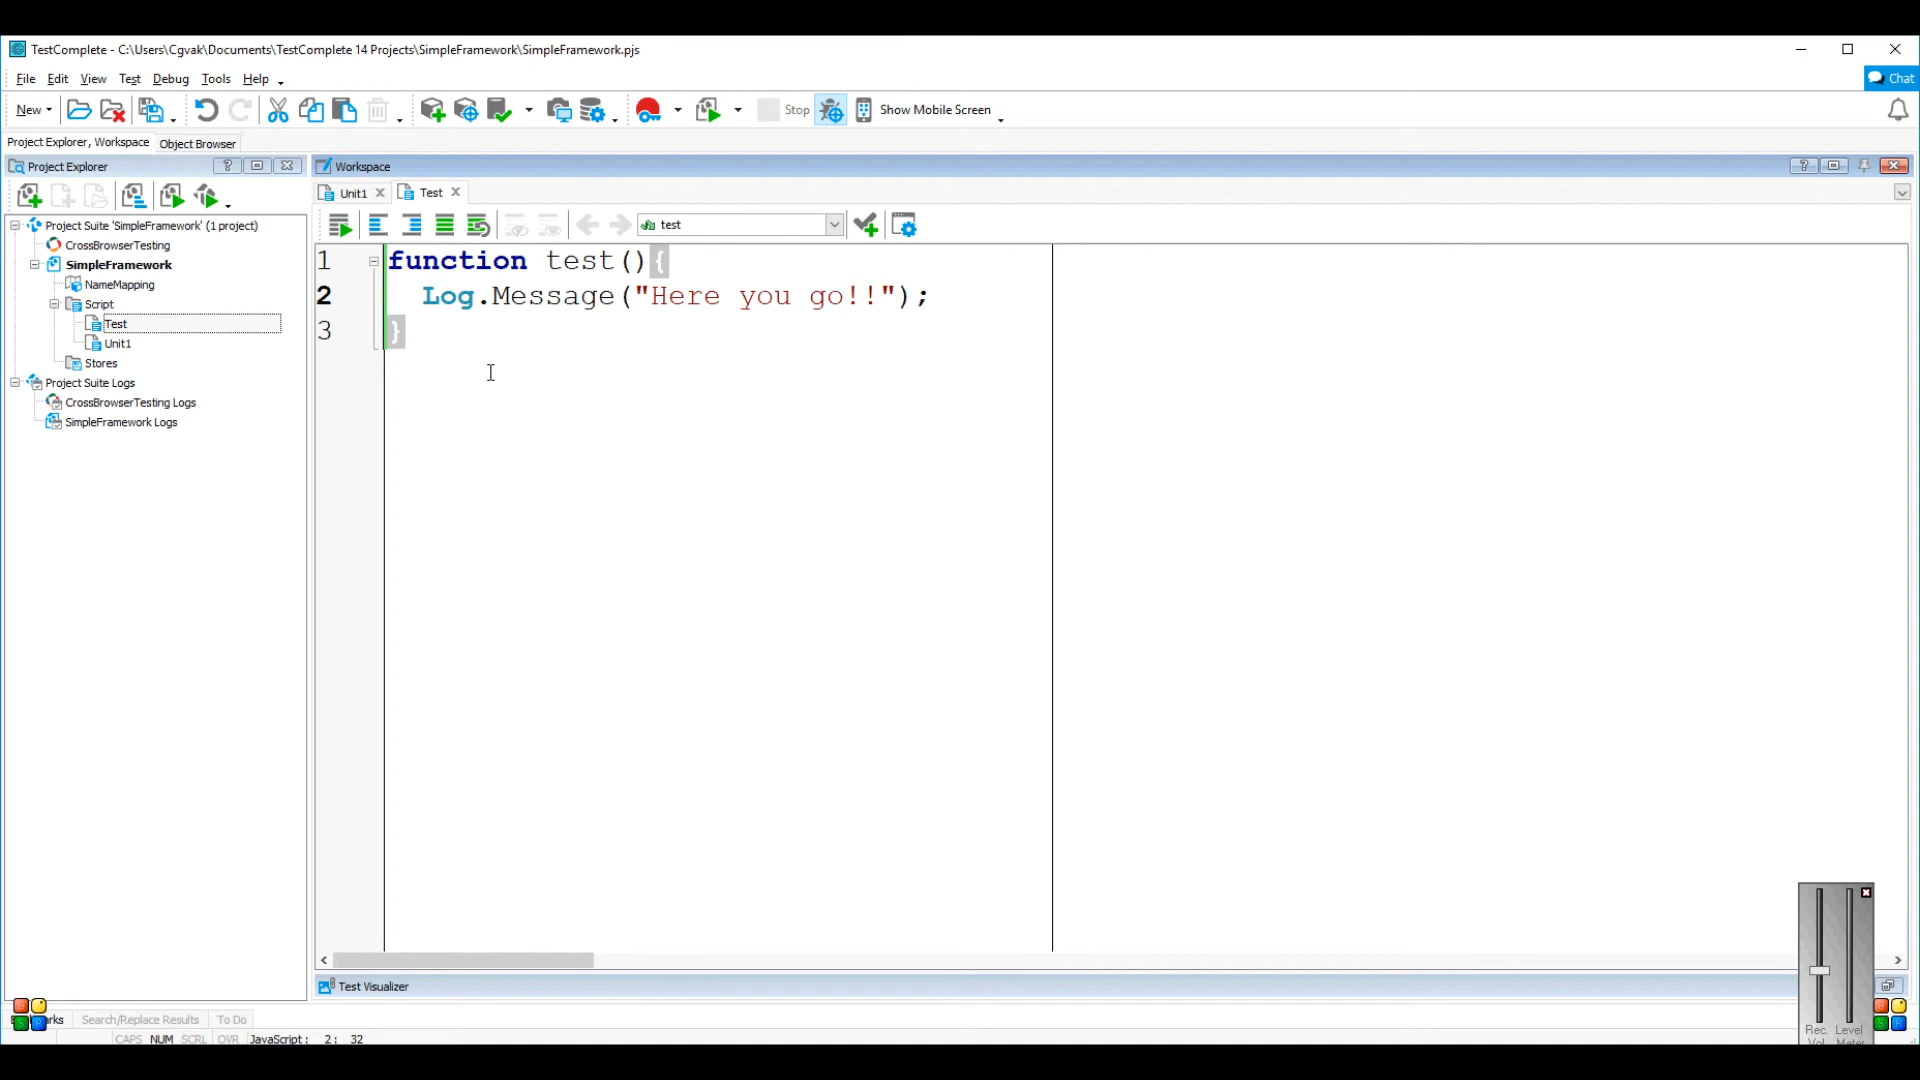 TestComplete - C:\Users\Cgvak\Documents\TestComplete 14 Projects\SimpleFramework\SimpleFramework.pjs
File Edit View Test Debug Tools Help
Chat
New
Stop
Show Mobile Screen
Project Explorer, Workspace
Object Browser
Project Explorer
?
Workspace
?
Unit1
Test
test
Project Suite 'SimpleFramework' (1 project)
CrossBrowserTesting
SimpleFramework
NameMapping
Script
Test
Unit1
Stores
Project Suite Logs
CrossBrowserTesting Logs
SimpleFramework Logs
1 function test(){
2 Log.Message("Here you go!!");
3 }
Test Visualizer
Search/Replace Results
To Do
CAPS NUM SCRL OVR JavaScript: 2: 32
Rec. Level